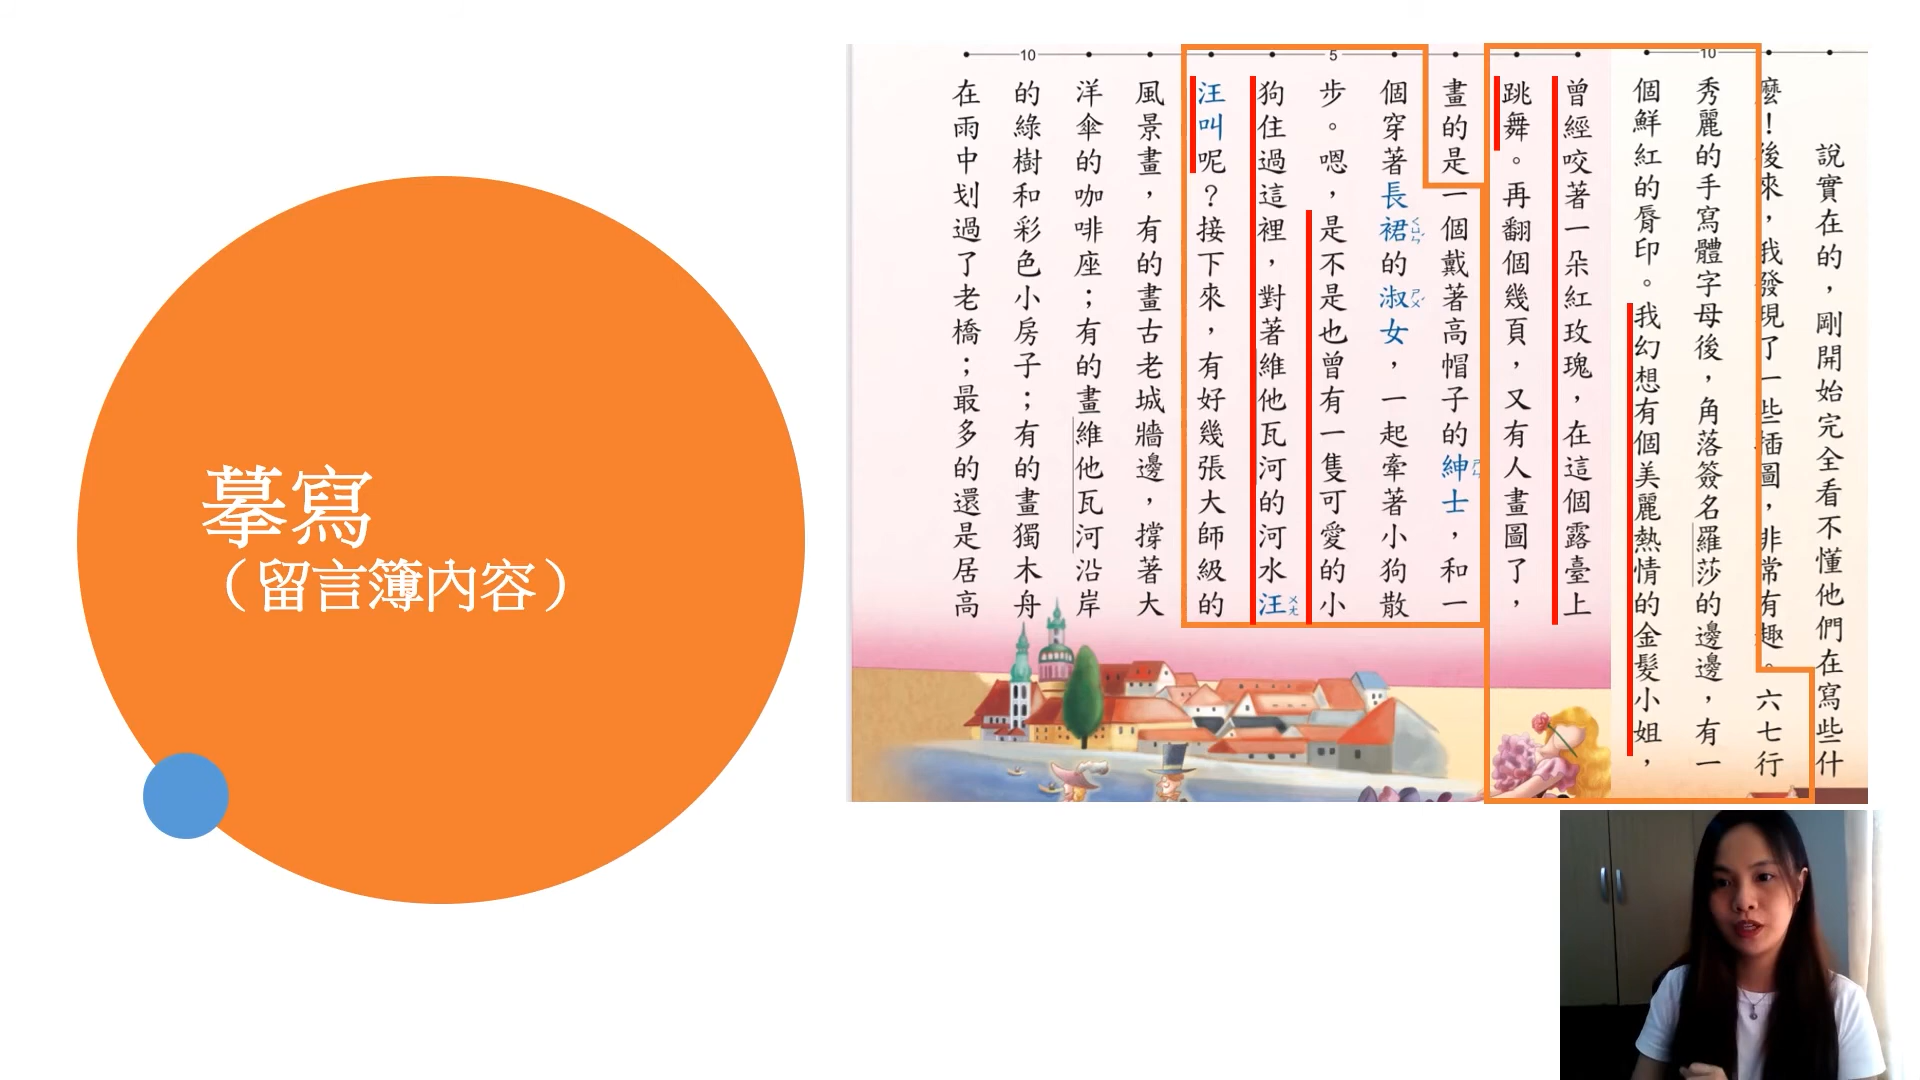 摹寫
（留言簿內容）
10
5
10
說實在的，剛開始完全看不懂他們在寫些什
麼！後來，我發現了一些插圖，非常有趣。六七行
秀麗的手寫體字母後，角落簽名羅莎的邊邊，有一
個鮮紅的脣印。我幻想有個美麗熱情的金髮小姐，
曾經咬著一朵紅玫瑰，在這個露臺上
跳舞。再翻個幾頁，又有人畫圖了，
畫的是一個戴著高帽子的紳士，和一
個穿著長裙的淑女，一起牽著小狗散
步。嗯，是不是也曾有一隻可愛的小
狗住過這裡，對著維他瓦河的河水汪
汪叫呢？接下來，有好幾張大師級的
風景畫，有的畫古老城牆邊，撐著大
洋傘的咖啡座；有的畫維他瓦河沿岸
的綠樹和彩色小房子；有的畫獨木舟
在雨中划過了老橋；最多的還是居高